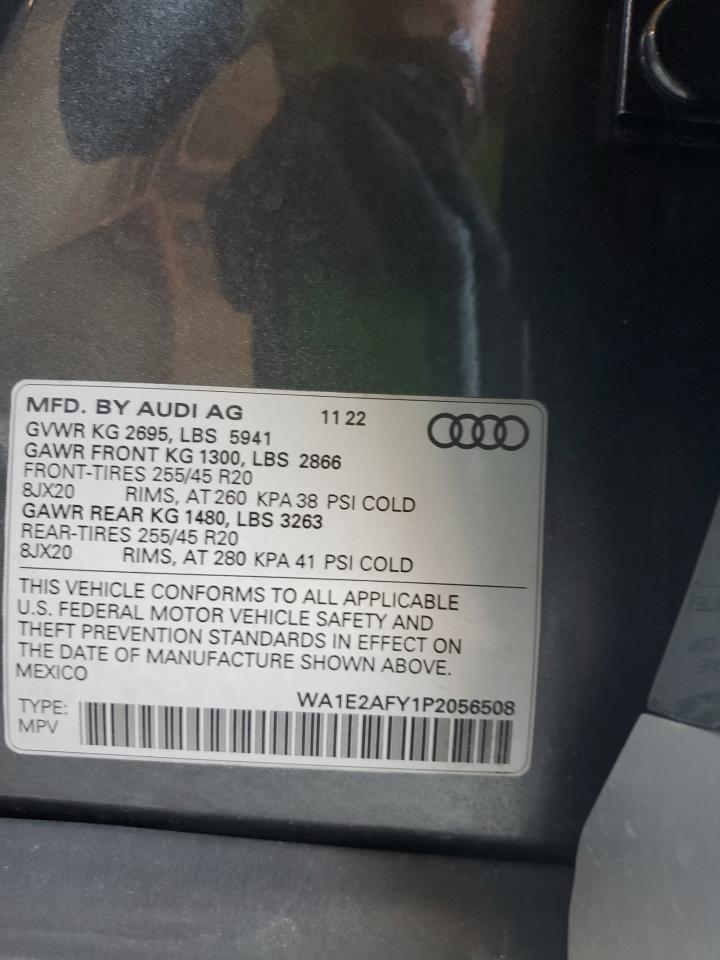 MFD. BY AUDI AG 11 22
GVWR KG 2695, LBS 5941
GAWR FRONT KG 1300, LBS 2866
FRONT-TIRES 255/45 R20
8JX20 RIMS, AT 260 KPA 38 PSI COLD
GAWR REAR KG 1480, LBS 3263
REAR-TIRES 255/45 R20
8JX20 RIMS, AT 280 KPA 41 PSI COLD
THIS VEHICLE CONFORMS TO ALL APPLICABLE
U.S. FEDERAL MOTOR VEHICLE SAFETY AND
THEFT PREVENTION STANDARDS IN EFFECT ON
THE DATE OF MANUFACTURE SHOWN ABOVE.
MEXICO
WA1E2AFY1P2056508
TYPE:
MPV